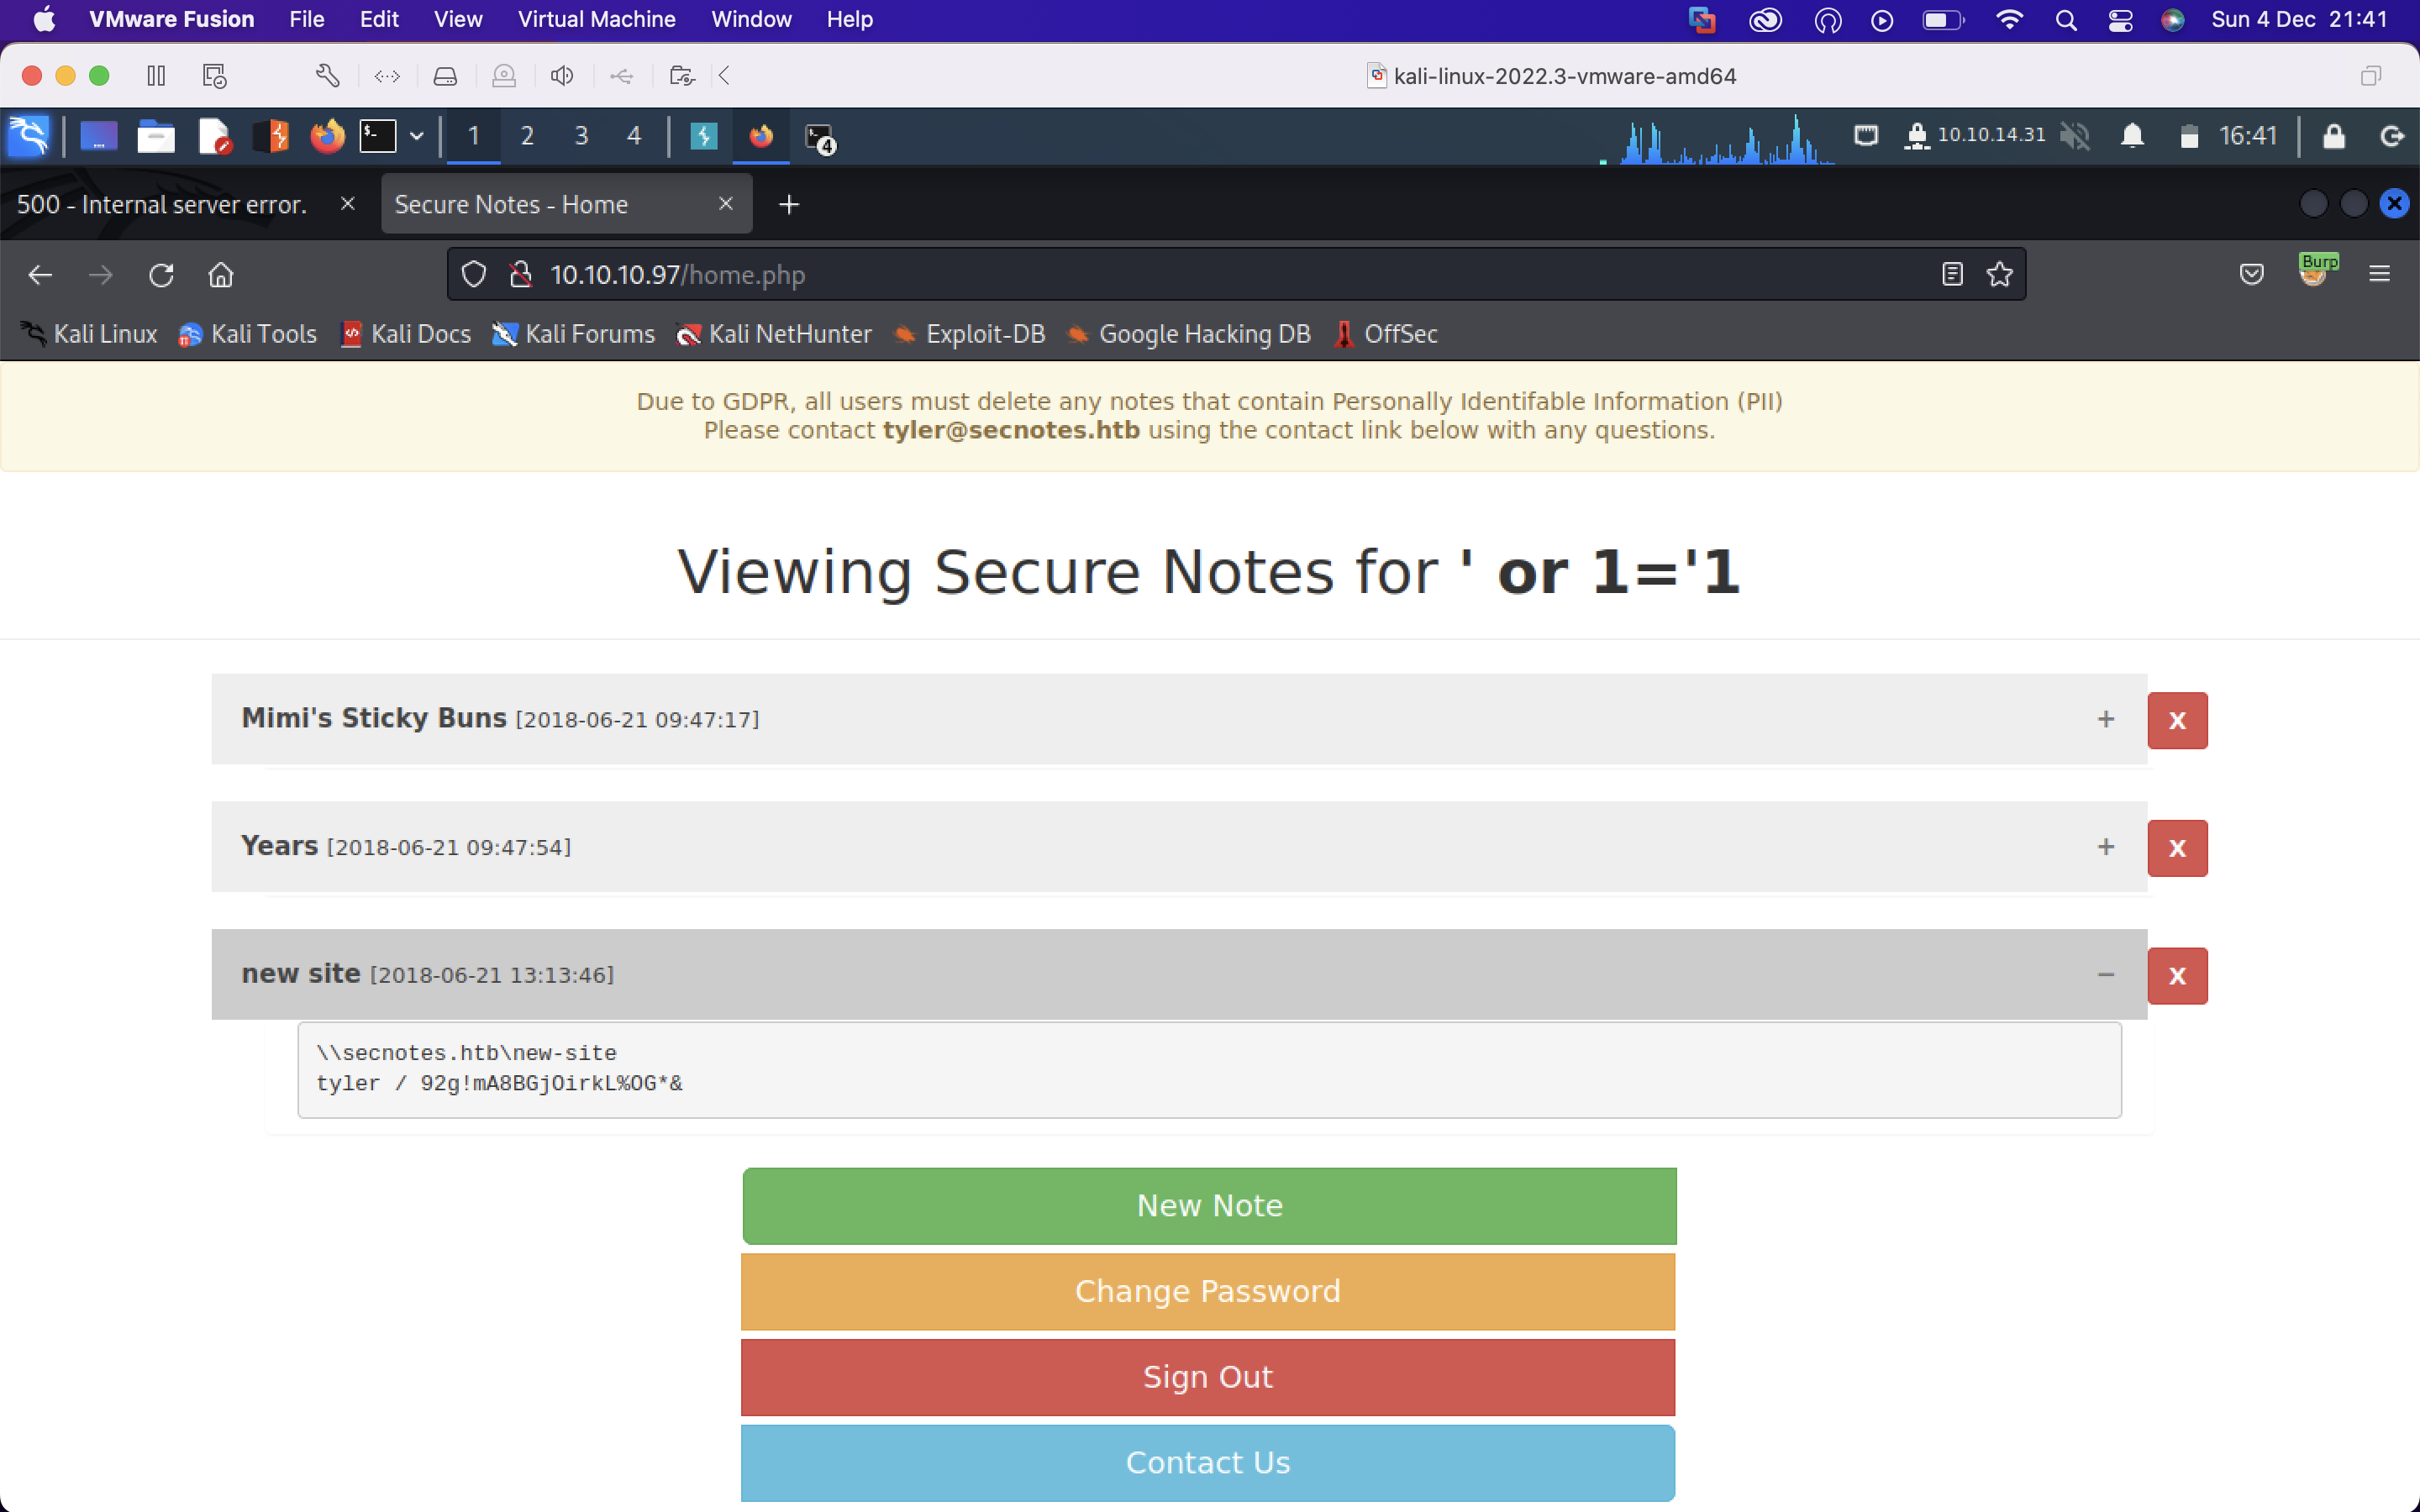 VMware Fusion File Edit View Virtual Machine Window Help Sun 4 Dec 21:41
kali-linux-2022.3-vmware-amd64
1 2 3 4 4 10.10.14.31 16:41
500 - Internal server error. Secure Notes - Home
10.10.10.97/home.php Burp
Kali Linux Kali Tools Kali Docs Kali Forums Kali NetHunter Exploit-DB Google Hacking DB OffSec
Due to GDPR, all users must delete any notes that contain Personally Identifable Information (PII)
Please contact tyler@secnotes.htb using the contact link below with any questions.
Viewing Secure Notes for ' or 1='1
Mimi's Sticky Buns [2018-06-21 09:47:17] + X
Years [2018-06-21 09:47:54] + X
new site [2018-06-21 13:13:46] − X
\\secnotes.htb\new-site
tyler / 92g!mA8BGjOirkL%OG*&
New Note
Change Password
Sign Out
Contact Us